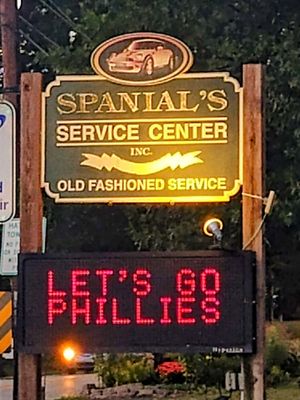 SPANIAL'S
SERVICE CENTER
INC.
OLD FASHIONED SERVICE
LET'S GO
PHILLIES